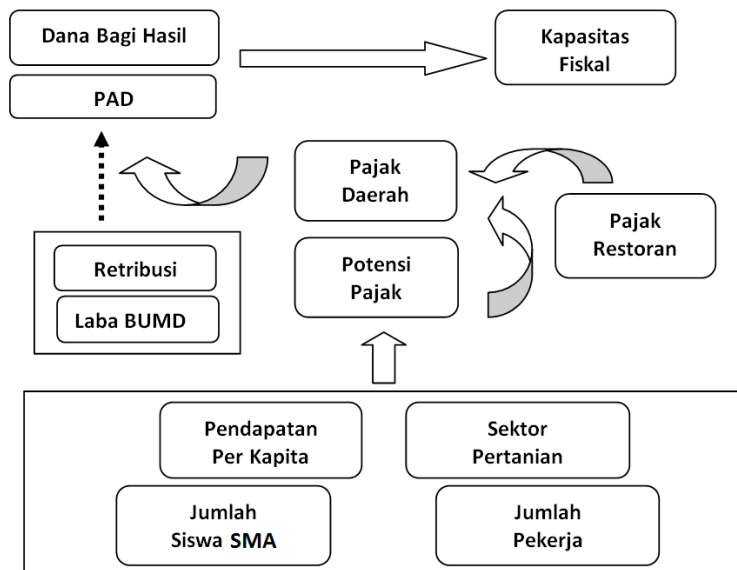 Dana Bagi Hasil
PAD
Kapasitas
Fiskal
Pajak
Daerah
Pajak
Restoran
Retribusi
Laba BUMD
Potensi
Pajak
Pendapatan
Per Kapita
Sektor
Pertanian
Jumlah
Siswa SMA
Jumlah
Pekerja